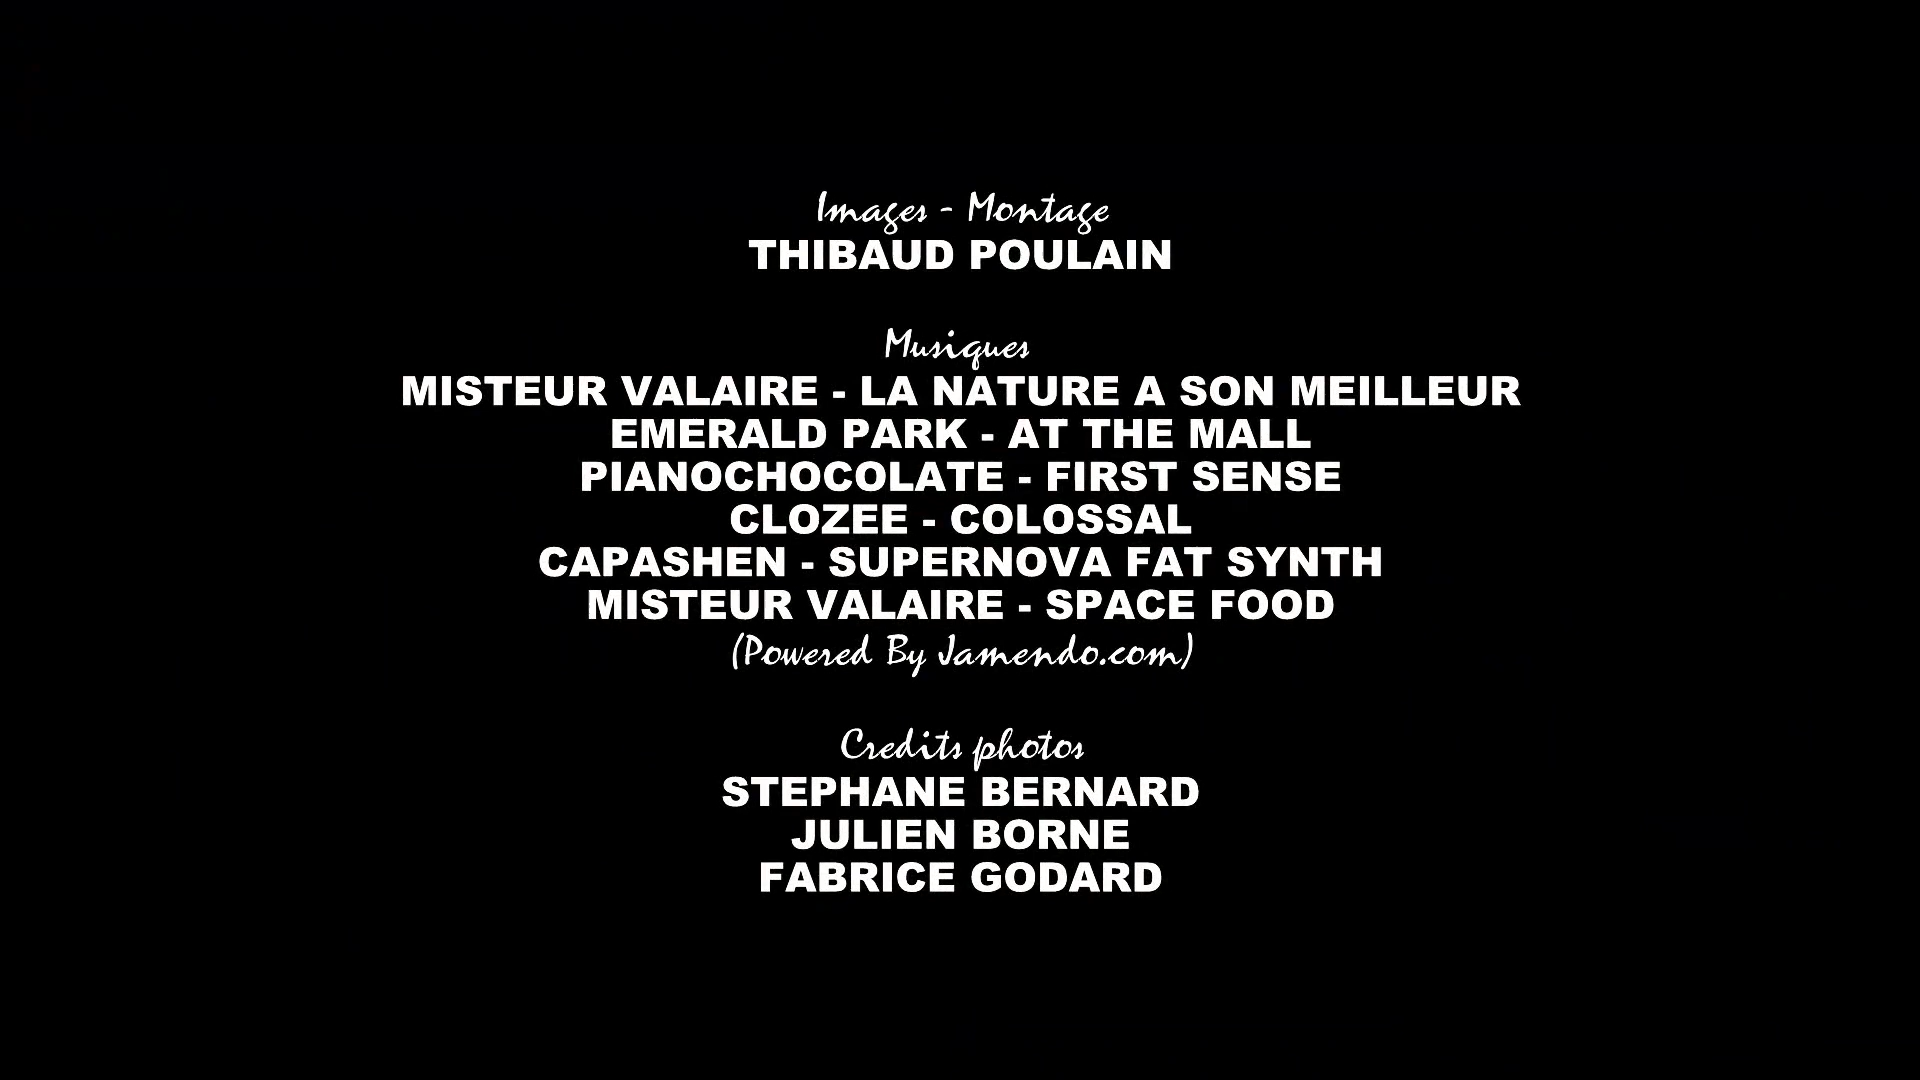 Images - Montage
THIBAUD POULAIN
Musiques
MISTEUR VALAIRE - LA NATURE A SON MEILLEUR
EMERALD PARK - AT THE MALL
PIANOCHOCOLATE - FIRST SENSE
CLOZEE - COLOSSAL
CAPASHEN - SUPERNOVA FAT SYNTH
MISTEUR VALAIRE - SPACE FOOD
(Powered By Jamendo.com)
Credits photos
STEPHANE BERNARD
JULIEN BORNE
FABRICE GODARD